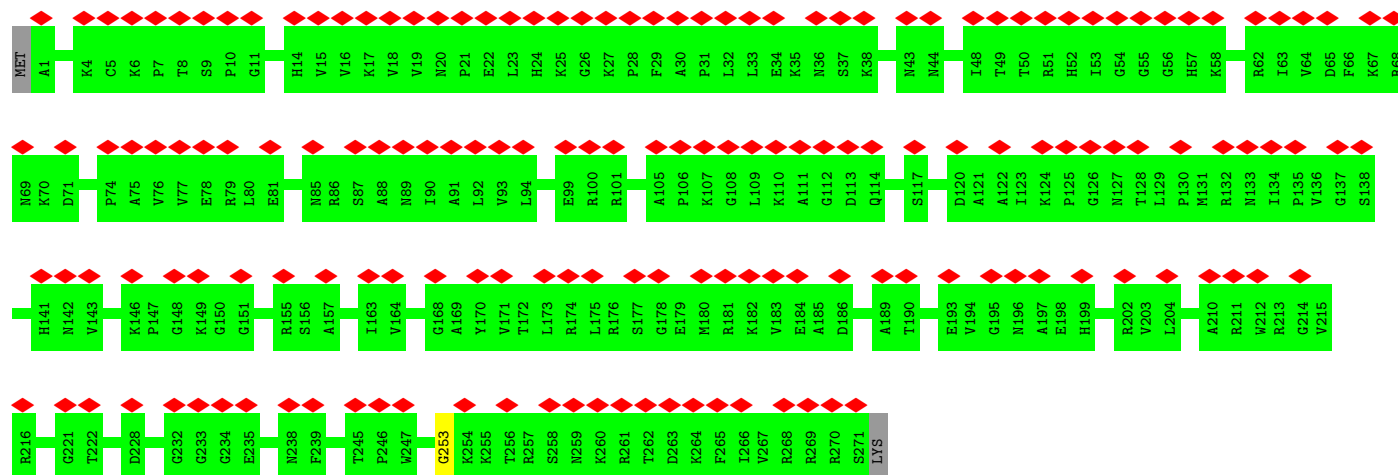 MET A1 K4 C5 K6 P7 T8 S9 P10 G11 H14 V15 V16 K17 V18 V19 N20 P21 E22 L23 H24 K25 G26 K27 P28 F29 A30 P31 L32 L33 E34 K35 N36 S37 K38 N43 N44 I48 T49 T50 R51 H52 I53 G54 G55 G56 H57 K58 R62 I63 V64 D65 F66 K67 R68
N69 K70 D71 P74 A75 V76 V77 E78 R79 L80 E81 N85 R86 S87 A88 N89 I90 A91 L92 V93 L94 E99 R100 R101 A105 P106 K107 G108 L109 K110 A111 G112 D113 Q114 S117 D120 A121 A122 I123 K124 P125 G126 N127 T128 L129 P130 M131 R132 N133 I134 P135 V136 G137 S138
H141 N142 V143 K146 P147 G148 K149 G150 G151 R155 S156 A157 I163 V164 G168 A169 Y170 V171 T172 L173 R174 L175 R176 S177 G178 E179 M180 R181 K182 V183 E184 A185 D186 A189 T190 E193 V194 G195 N196 A197 E198 H199 R202 V203 L204 A210 R211 W212 R213 G214 V215
R216 G221 T222 D228 G232 G233 G234 E235 N238 F239 T245 P246 W247 G253 K254 K255 T256 R257 S258 N259 K260 R261 T262 D263 K264 F265 I266 V267 R268 R269 R270 S271 LYS